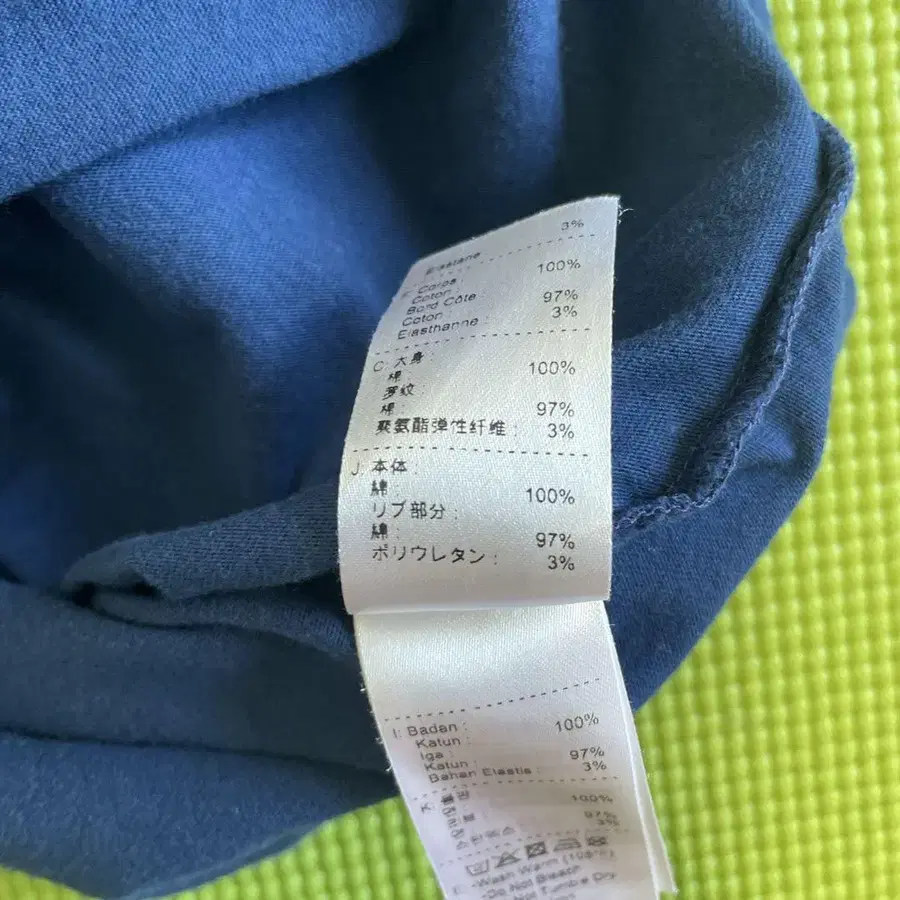 Elastane 3%
F: Corps :
Coton : 100%
Bord Côte :
Coton : 97%
Elasthanne : 3%
C: 大身 :
棉 : 100%
罗纹 :
棉 : 97%
聚氨酯弹性纤维 : 3%
J: 本体 :
綿 : 100%
リブ部分 :
綿 : 97%
ポリウレタン : 3%
I: Badan :
Katun : 100%
Iga :
Katun : 97%
Bahan Elastis : 3%
K:
100%
97%
3%
E: -Wash Warm
-Do Not Bleach
-Do Not Tumble Dry